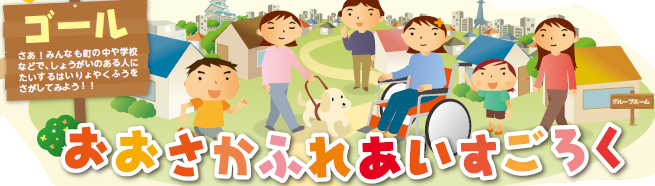 ゴール
さあ！みんなも町の中や学校
などで、しょうがいのある人に
たいするはいりょやくふうを
さがしてみよう！！
グループホーム
おおさかふれあいすごろく